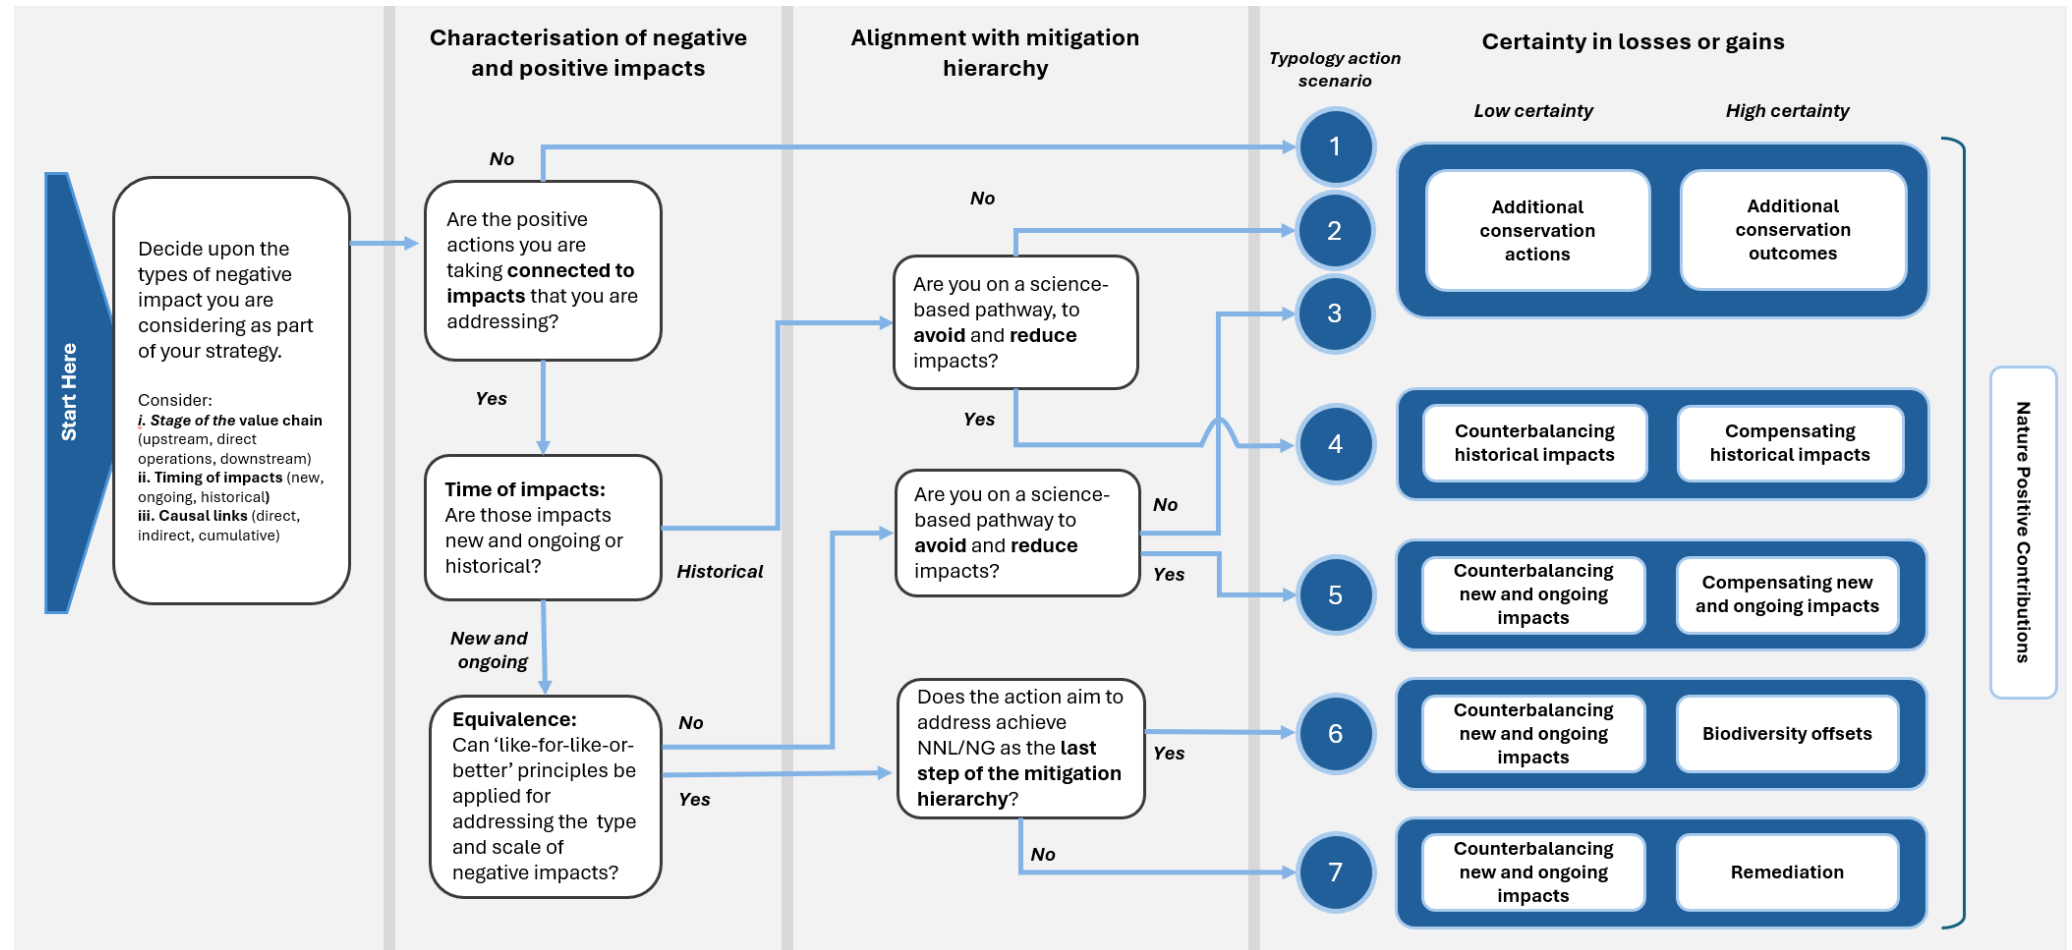 Characterisation of negative
and positive impacts
Alignment with mitigation
hierarchy
Certainty in losses or gains
Typology action
scenario
Low certainty
High certainty
Start Here
Decide upon the
types of negative
impact you are
considering as part
of your strategy.
Consider:
i. Stage of the value chain
(upstream, direct
operations, downstream)
ii. Timing of impacts (new,
ongoing, historical)
iii. Causal links (direct,
indirect, cumulative)
No
Are the positive
actions you are
taking connected to
impacts that you are
addressing?
Yes
Time of impacts:
Are those impacts
new and ongoing or
historical?
Historical
New and
ongoing
Equivalence:
Can ‘like-for-like-or-
better’ principles be
applied for
addressing the type
and scale of
negative impacts?
No
Yes
No
Are you on a science-
based pathway, to
avoid and reduce
impacts?
Yes
Are you on a science-
based pathway to
avoid and reduce
impacts?
No
Yes
Does the action aim to
address achieve
NNL/NG as the last
step of the mitigation
hierarchy?
Yes
No
1
2
3
4
5
6
7
Additional
conservation
actions
Additional
conservation
outcomes
Counterbalancing
historical impacts
Compensating
historical impacts
Counterbalancing
new and ongoing
impacts
Compensating new
and ongoing impacts
Counterbalancing
new and ongoing
impacts
Biodiversity offsets
Counterbalancing
new and ongoing
impacts
Remediation
Nature Positive Contributions